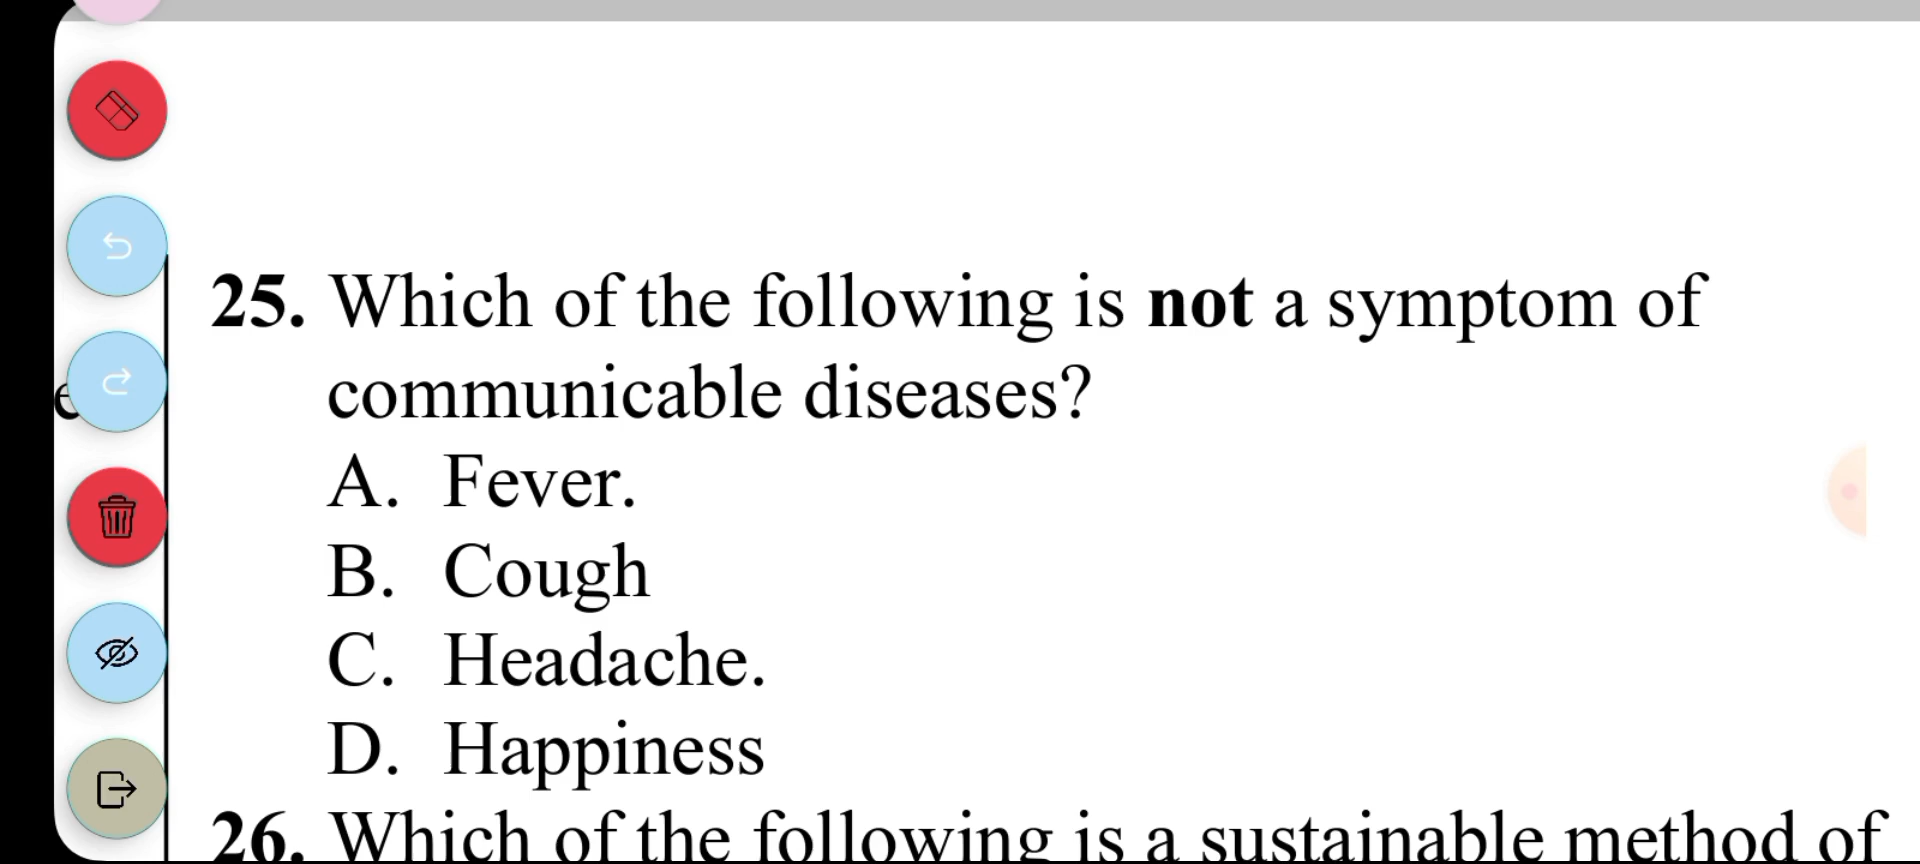 25. Which of the following is not a symptom of
communicable diseases?
A. Fever.
B. Cough
C. Headache.
D. Happiness
26. Which of the following is a sustainable method of